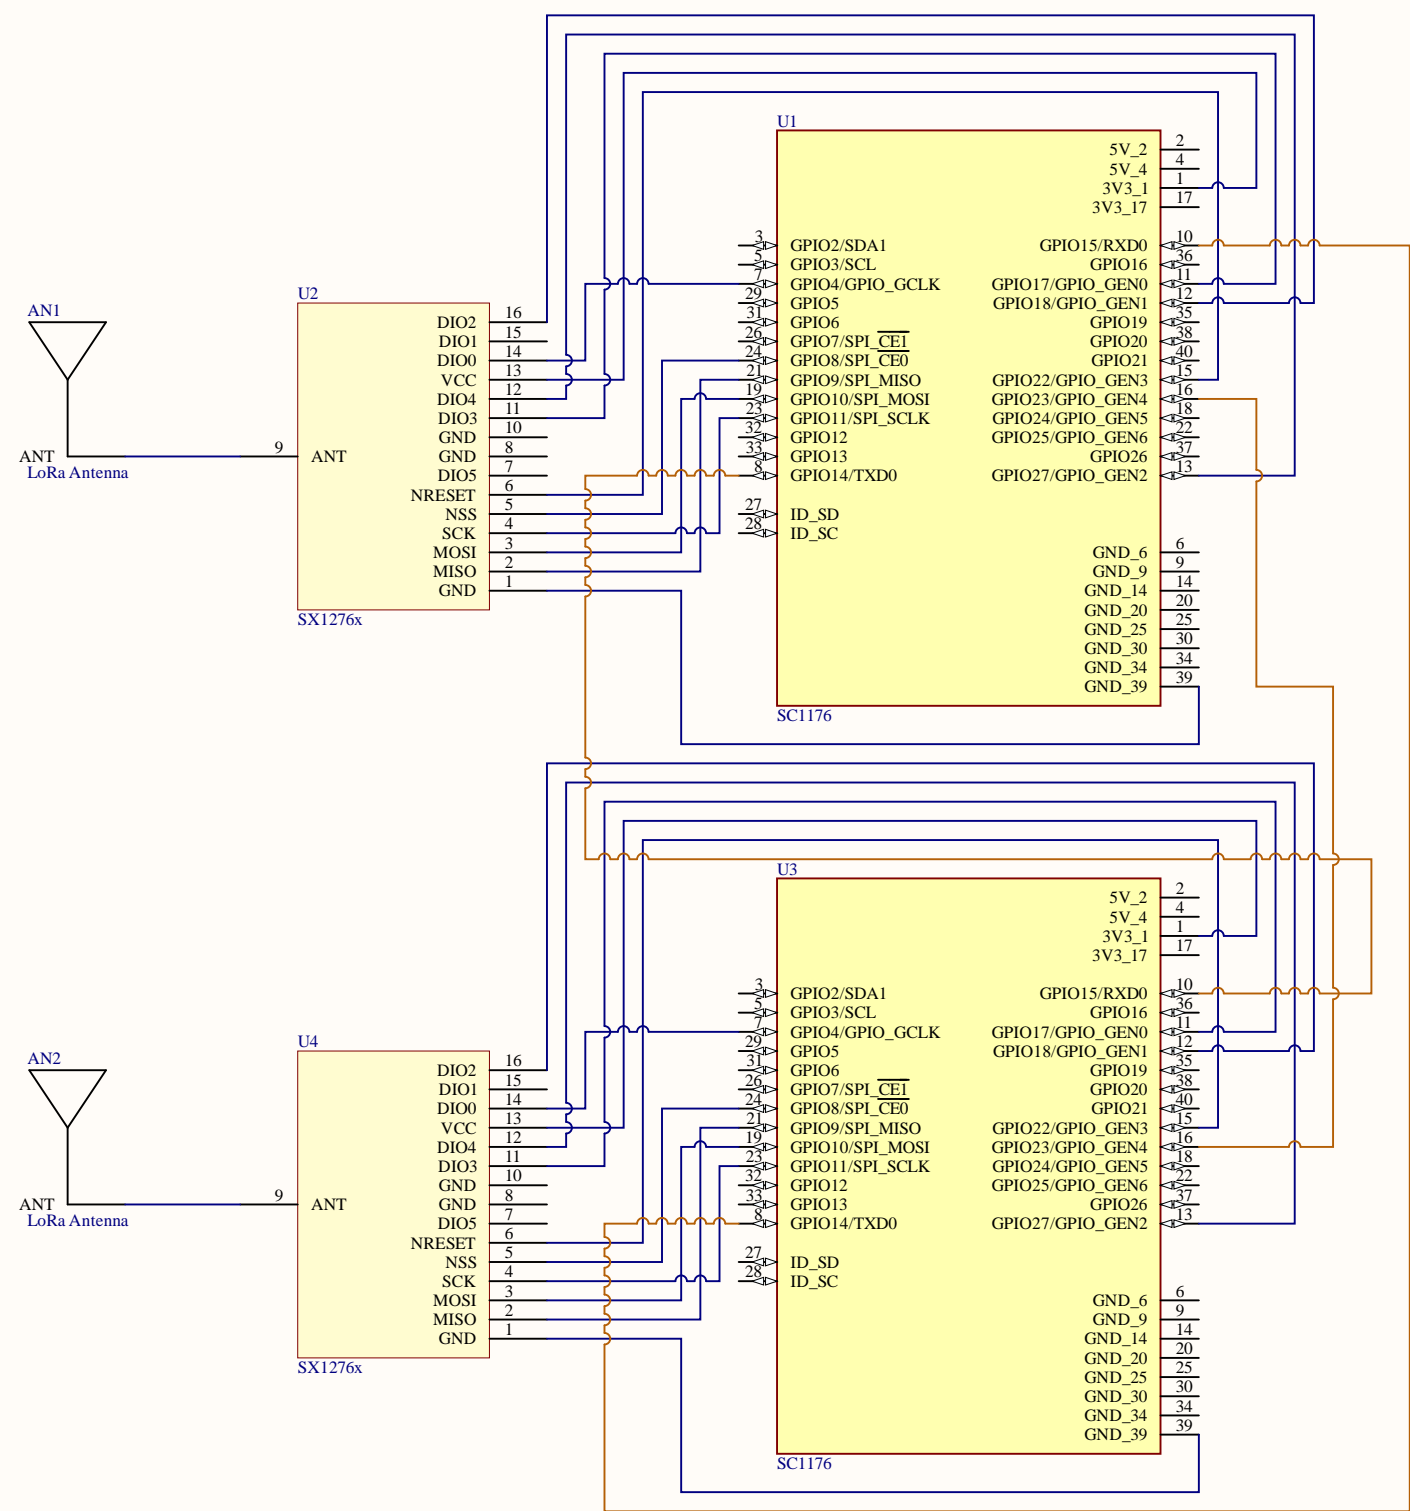 U1
5V_2 2
5V_4 4
3V3_1 1
3V3_17 17
3 GPIO2/SDA1 GPIO15/RXD0 10
5 GPIO3/SCL GPIO16 36
7 GPIO4/GPIO_GCLK GPIO17/GPIO_GEN0 11
29 GPIO5 GPIO18/GPIO_GEN1 12
31 GPIO6 GPIO19 35
26 GPIO7/SPI_CE1 GPIO20 38
24 GPIO8/SPI_CE0 GPIO21 40
21 GPIO9/SPI_MISO GPIO22/GPIO_GEN3 15
19 GPIO10/SPI_MOSI GPIO23/GPIO_GEN4 16
23 GPIO11/SPI_SCLK GPIO24/GPIO_GEN5 18
32 GPIO12 GPIO25/GPIO_GEN6 22
33 GPIO13 GPIO26 37
8 GPIO14/TXD0 GPIO27/GPIO_GEN2 13
27 ID_SD
28 ID_SC
GND_6 6
GND_9 9
GND_14 14
GND_20 20
GND_25 25
GND_30 30
GND_34 34
GND_39 39
SC1176
U2
DIO2 16
DIO1 15
DIO0 14
VCC 13
DIO4 12
DIO3 11
GND 10
GND 8
DIO5 7
NRESET 6
NSS 5
SCK 4
MOSI 3
MISO 2
GND 1
9 ANT
SX1276x
AN1
ANT
LoRa Antenna
U3
5V_2 2
5V_4 4
3V3_1 1
3V3_17 17
3 GPIO2/SDA1 GPIO15/RXD0 10
5 GPIO3/SCL GPIO16 36
7 GPIO4/GPIO_GCLK GPIO17/GPIO_GEN0 11
29 GPIO5 GPIO18/GPIO_GEN1 12
31 GPIO6 GPIO19 35
26 GPIO7/SPI_CE1 GPIO20 38
24 GPIO8/SPI_CE0 GPIO21 40
21 GPIO9/SPI_MISO GPIO22/GPIO_GEN3 15
19 GPIO10/SPI_MOSI GPIO23/GPIO_GEN4 16
23 GPIO11/SPI_SCLK GPIO24/GPIO_GEN5 18
32 GPIO12 GPIO25/GPIO_GEN6 22
33 GPIO13 GPIO26 37
8 GPIO14/TXD0 GPIO27/GPIO_GEN2 13
27 ID_SD
28 ID_SC
GND_6 6
GND_9 9
GND_14 14
GND_20 20
GND_25 25
GND_30 30
GND_34 34
GND_39 39
SC1176
U4
DIO2 16
DIO1 15
DIO0 14
VCC 13
DIO4 12
DIO3 11
GND 10
GND 8
DIO5 7
NRESET 6
NSS 5
SCK 4
MOSI 3
MISO 2
GND 1
9 ANT
SX1276x
AN2
ANT
LoRa Antenna